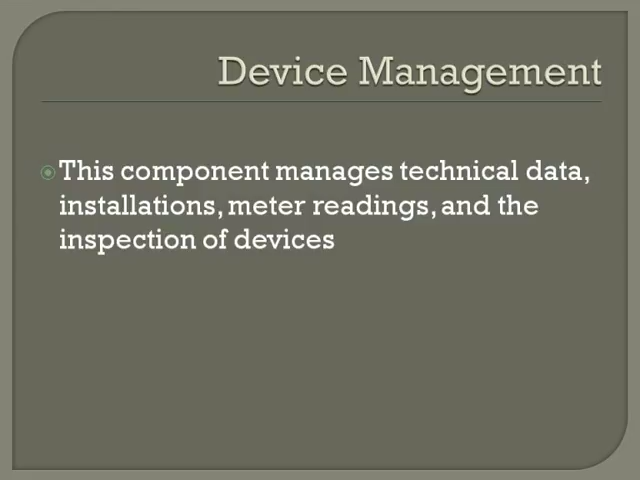 Device Management
This component manages technical data,
installations, meter readings, and the
inspection of devices